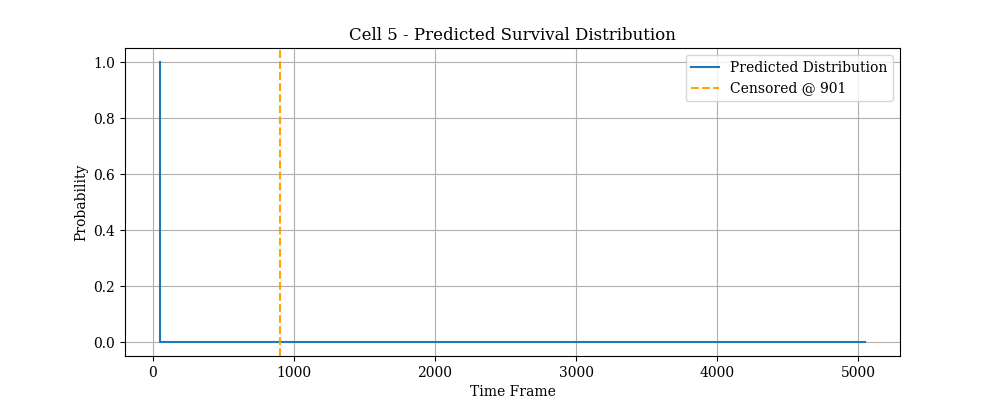 Cell 5 - Predicted Survival Distribution
Predicted Distribution
Censored @ 901
Probability
1.0
0.8
0.6
0.4
0.2
0.0
0 1000 2000 3000 4000 5000
Time Frame